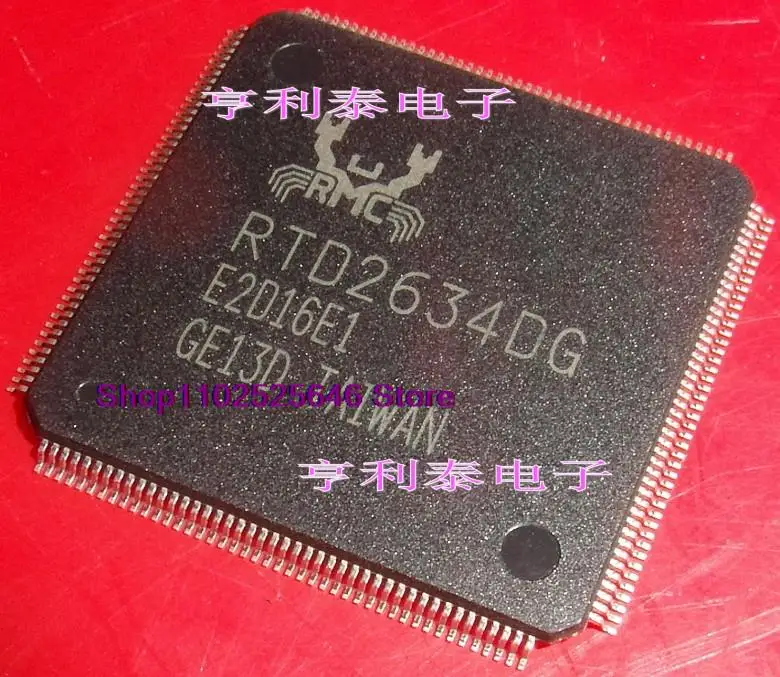 亨利泰电子
RMC
RTD2634DG
E2D16E1
GE13D TAIWAN
Shop1102525646 Store
亨利泰电子